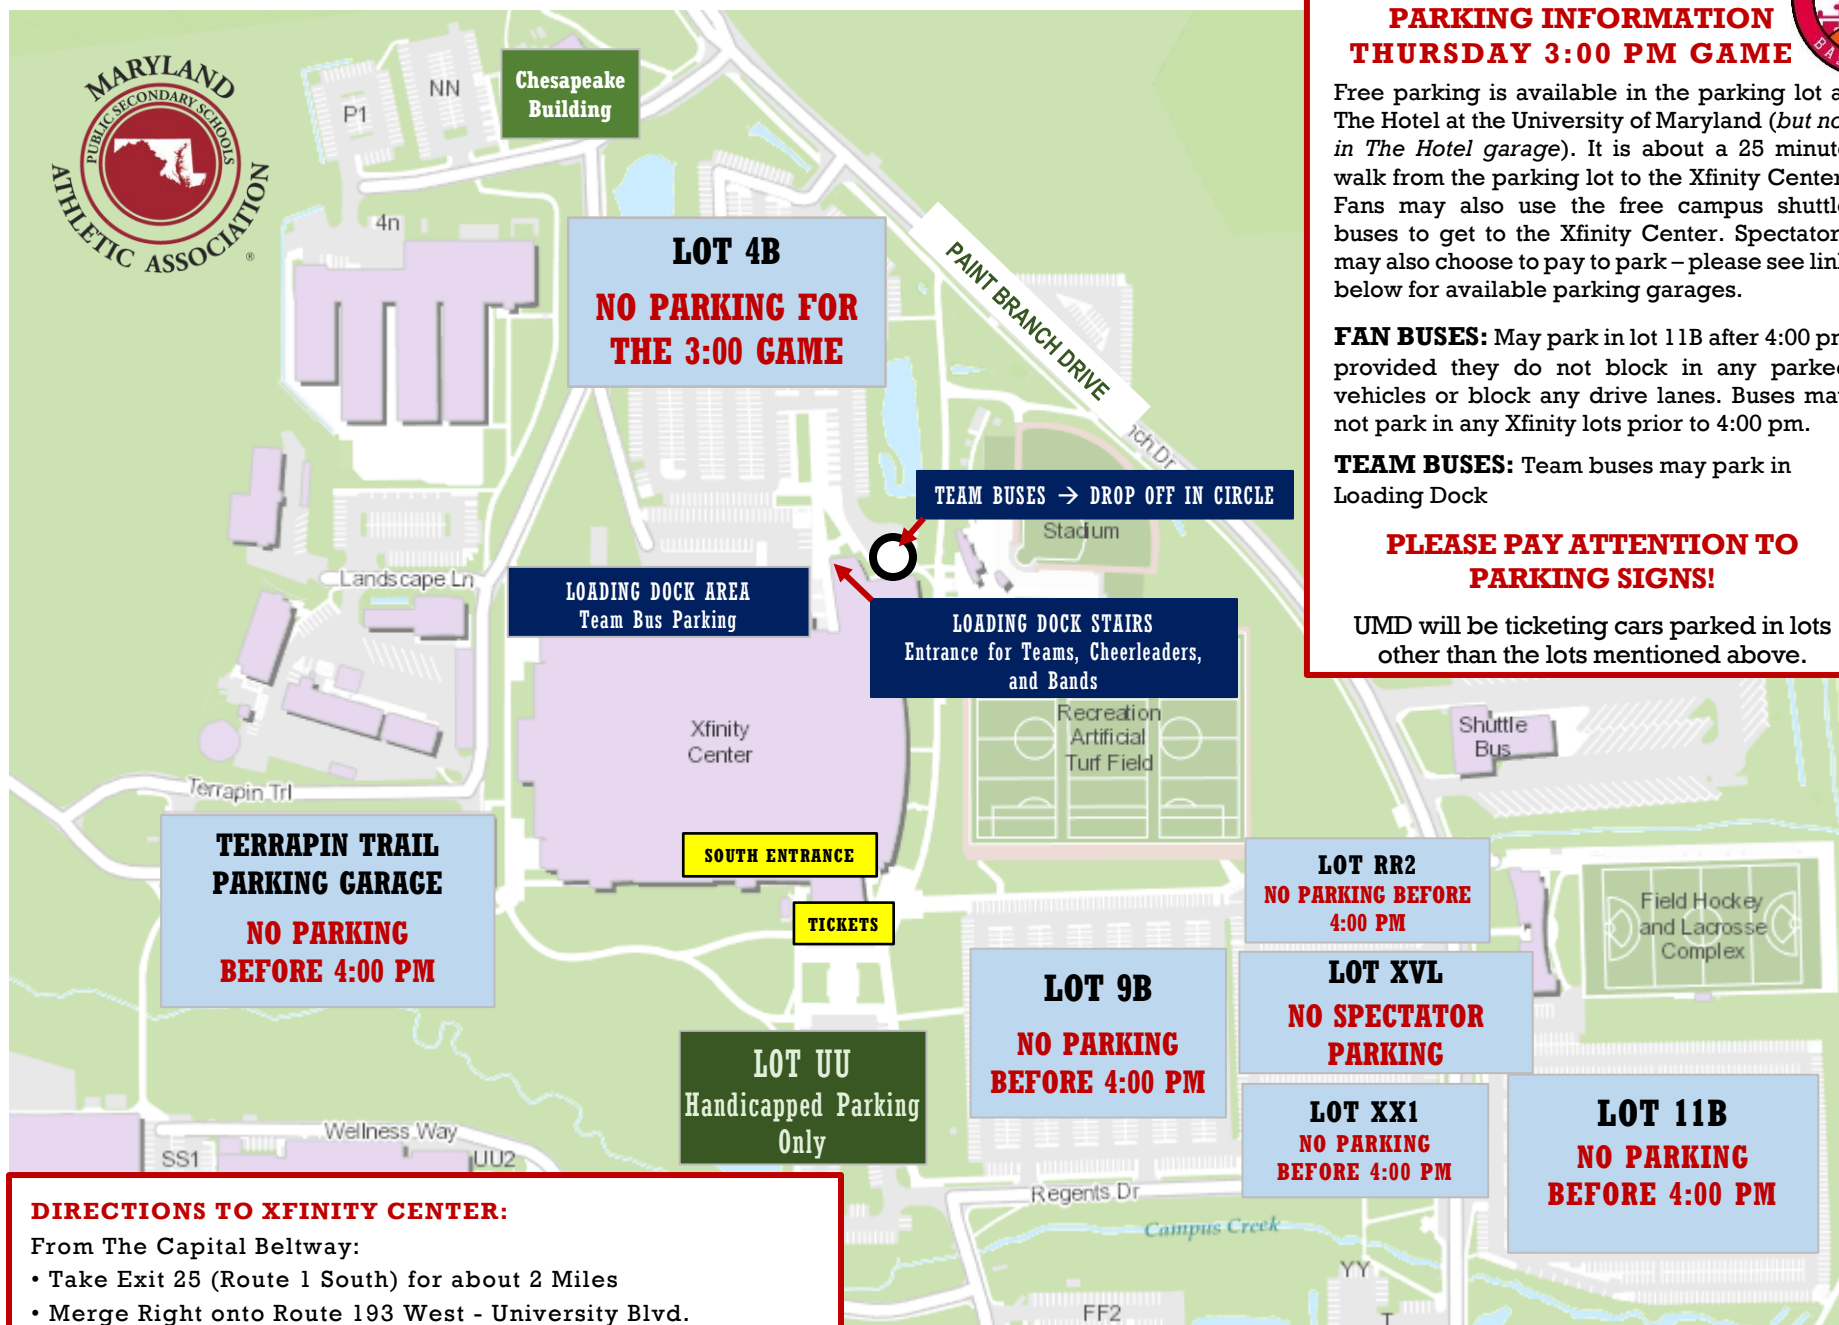 MARYLAND
PUBLIC SECONDARY SCHOOLS
ATHLETIC ASSOCIATION
®
P1
NN
Chesapeake
Building
4n
LOT 4B
NO PARKING FOR
THE 3:00 GAME
PAINT BRANCH DRIVE
Dr
PARKING INFORMATION
THURSDAY 3:00 PM GAME
Free parking is available in the parking lot
The Hotel at the University of Maryland (but
in The Hotel garage). It is about a 25
walk from the parking lot to the Xfinity Center
Fans may also use the free campus
buses to get to the Xfinity Center.
may also choose to pay to park – please see
below for available parking garages.
FAN BUSES: May park in lot 11B after 4:00
provided they do not block in any
vehicles or block any drive lanes. Buses
not park in any Xfinity lots prior to 4:00 pm.
TEAM BUSES: Team buses may park in
Loading Dock
PLEASE PAY ATTENTION TO
PARKING SIGNS!
UMD will be ticketing cars parked in lots
other than the lots mentioned above.
TEAM BUSES → DROP OFF IN CIRCLE
Stadium
Landscape Ln
LOADING DOCK AREA
Team Bus Parking
LOADING DOCK STAIRS
Entrance for Teams, Cheerleaders,
and Bands
Xfinity
Center
Recreation
Artificial
Turf Field
Shuttle
Bus
Terrapin Trl
TERRAPIN TRAIL
PARKING GARAGE
NO PARKING
BEFORE 4:00 PM
SOUTH ENTRANCE
TICKETS
LOT RR2
NO PARKING BEFORE
4:00 PM
Field Hockey
and Lacrosse
Complex
LOT 9B
NO PARKING
BEFORE 4:00 PM
LOT XVL
NO SPECTATOR
PARKING
LOT UU
Handicapped Parking
Only
LOT XX1
NO PARKING
BEFORE 4:00 PM
LOT 11B
NO PARKING
BEFORE 4:00 PM
Wellness Way
SS1
UU2
Regents Dr
Campus Creek
YY
FF2
T
DIRECTIONS TO XFINITY CENTER:
From The Capital Beltway:
• Take Exit 25 (Route 1 South) for about 2 Miles
• Merge Right onto Route 193 West - University Blvd.